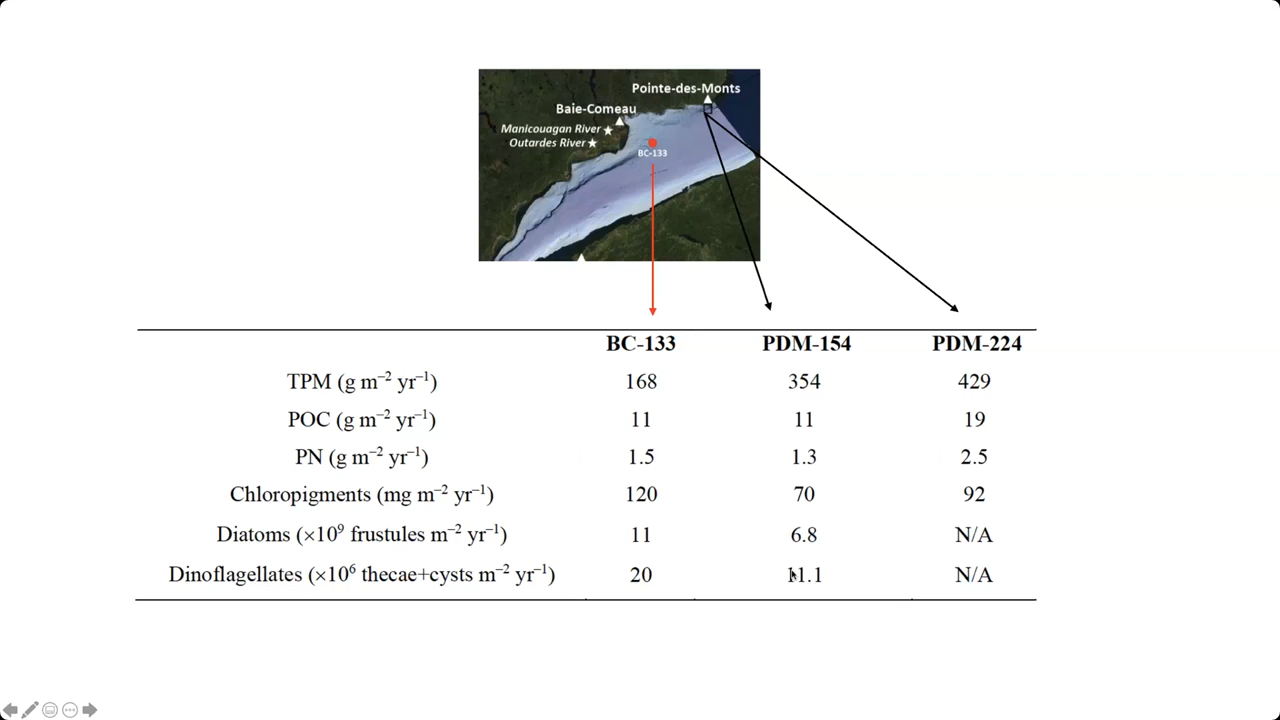 Pointe-des-Monts
Baie-Comeau
Manicouagan River
Outardes River
BC-133
BC-133 PDM-154 PDM-224
TPM (g m⁻² yr⁻¹) 168 354 429
POC (g m⁻² yr⁻¹) 11 11 19
PN (g m⁻² yr⁻¹) 1.5 1.3 2.5
Chloropigments (mg m⁻² yr⁻¹) 120 70 92
Diatoms (×10⁹ frustules m⁻² yr⁻¹) 11 6.8 N/A
Dinoflagellates (×10⁶ thecae+cysts m⁻² yr⁻¹) 20 11.1 N/A